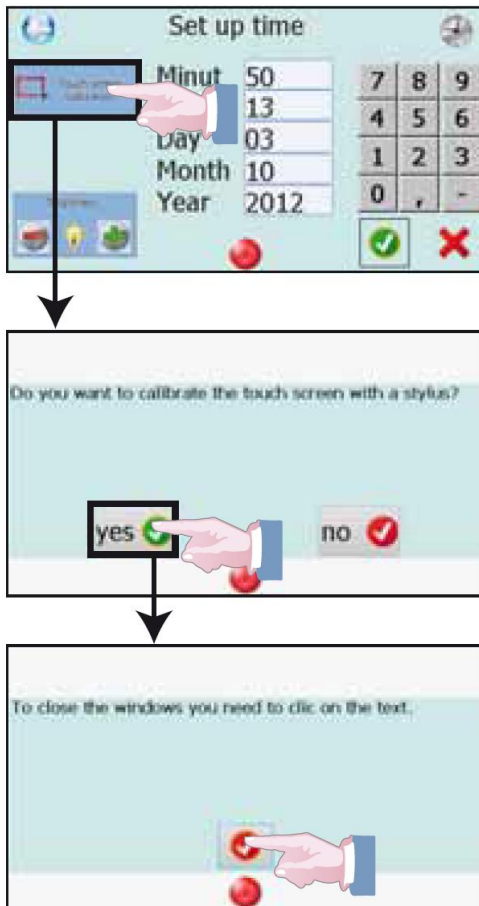 Set up time
Minut 50
13
Day 03
Month 10
Year 2012
7 8 9
4 5 6
1 2 3
0 , -
Do you want to calibrate the touch screen with a stylus?
yes
no
To close the windows you need to clic on the text.